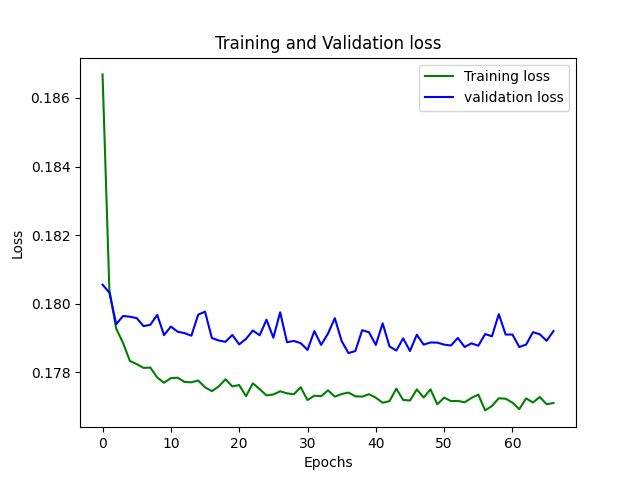 Training and Validation loss
Training loss
validation loss
Loss
0.186
0.184
0.182
0.180
0.178
0 10 20 30 40 50 60
Epochs